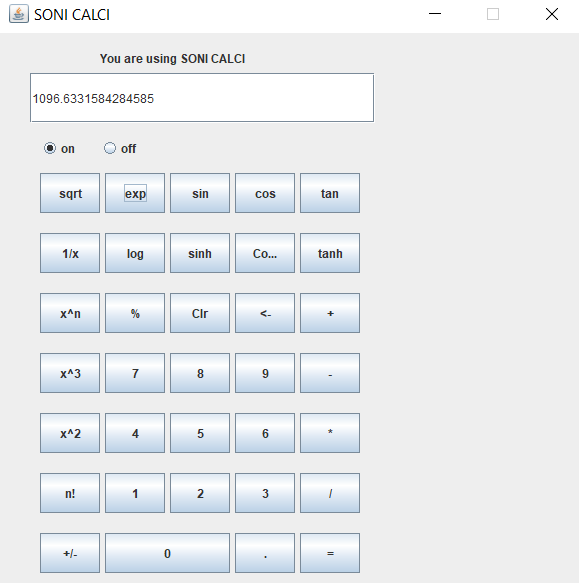 SONI CALCI
You are using SONI CALCI
1096.6331584284585
on off
sqrt exp sin cos tan
1/x log sinh Co... tanh
x^n % Clr <- +
x^3 7 8 9 -
x^2 4 5 6 *
n! 1 2 3 /
+/- 0 . =